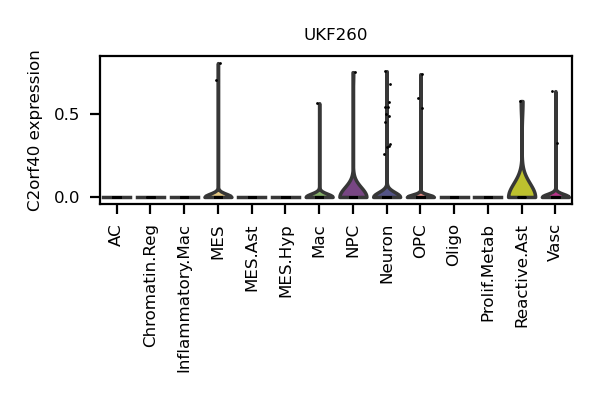 UKF260
C2orf40 expression
0.5
0.0
AC
Chromatin.Reg
Inflammatory.Mac
MES
MES.Ast
MES.Hyp
Mac
NPC
Neuron
OPC
Oligo
Prolif.Metab
Reactive.Ast
Vasc